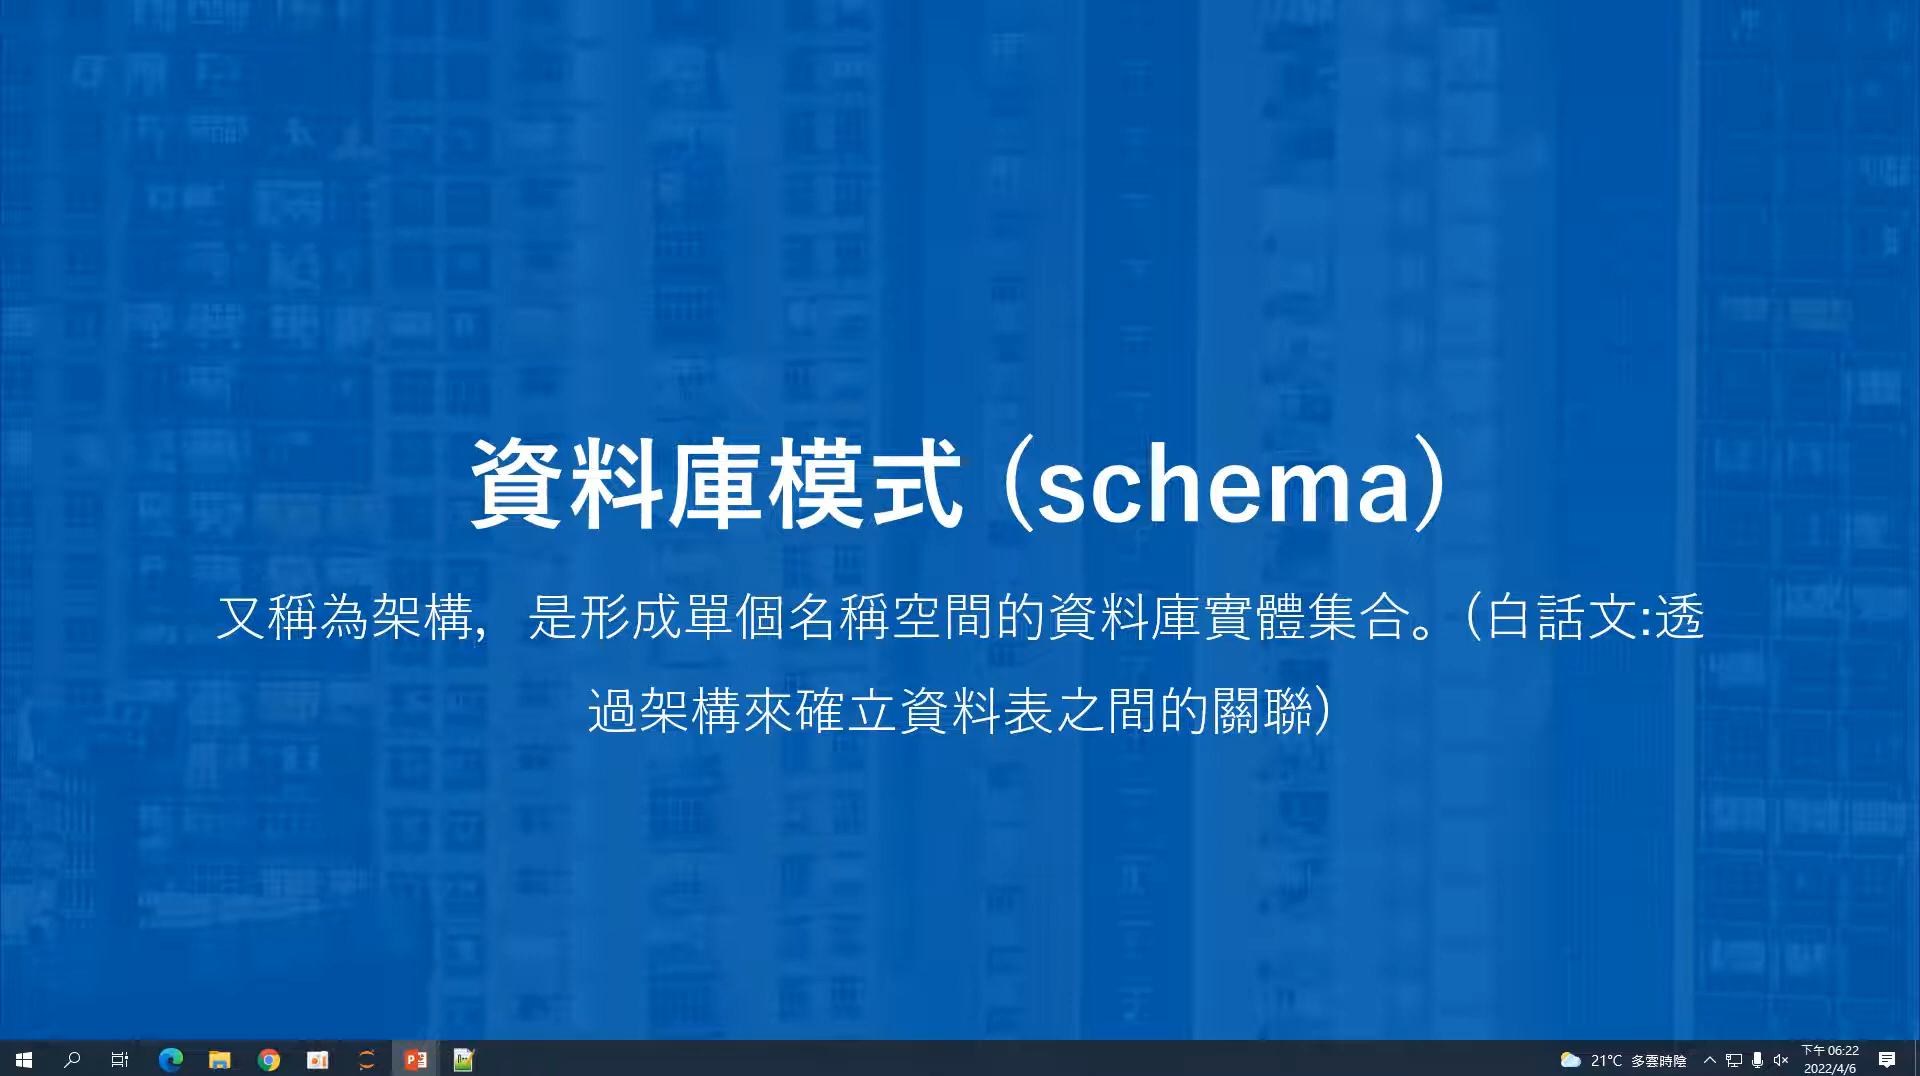 資料庫模式 (schema)
又稱為架構，是形成單個名稱空間的資料庫實體集合。（白話文:透
過架構來確立資料表之間的關聯）
21°C 多雲時陰
下午 06:22
2022/4/6